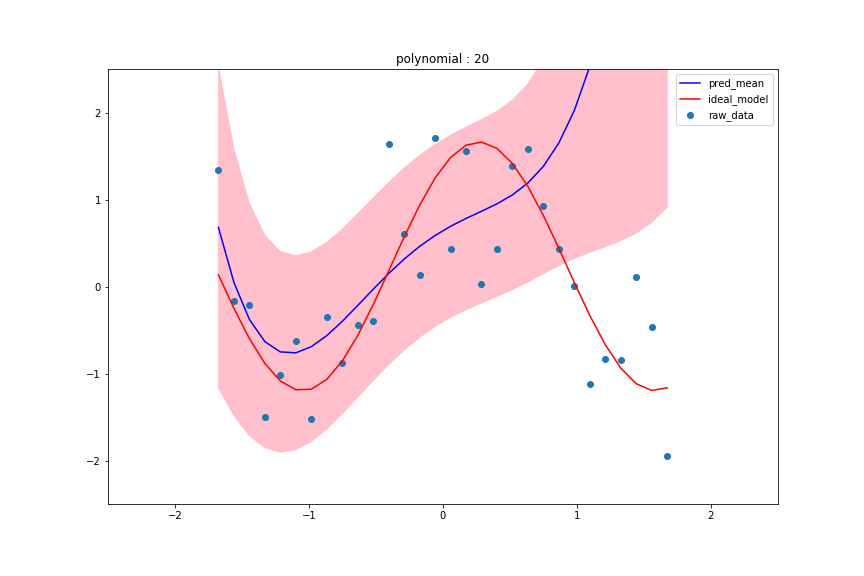 polynomial : 20
pred_mean
ideal_model
raw_data
2
1
0
−1
−2
−2
−1
0
1
2